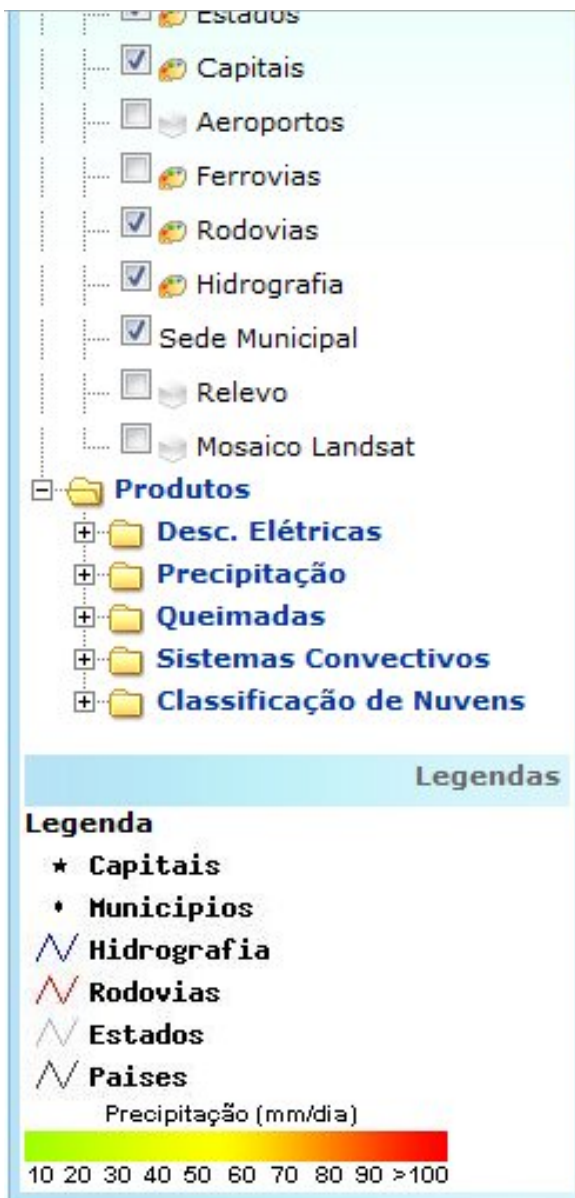 Estados
Capitais
Aeroportos
Ferrovias
Rodovias
Hidrografia
Sede Municipal
Relevo
Mosaico Landsat
Produtos
Desc. Elétricas
Precipitação
Queimadas
Sistemas Convectivos
Classificação de Nuvens
Legendas
Legenda
Capitais
Municipios
Hidrografia
Rodovias
Estados
Paises
Precipitação (mm/dia)
10 20 30 40 50 60 70 80 90 >100